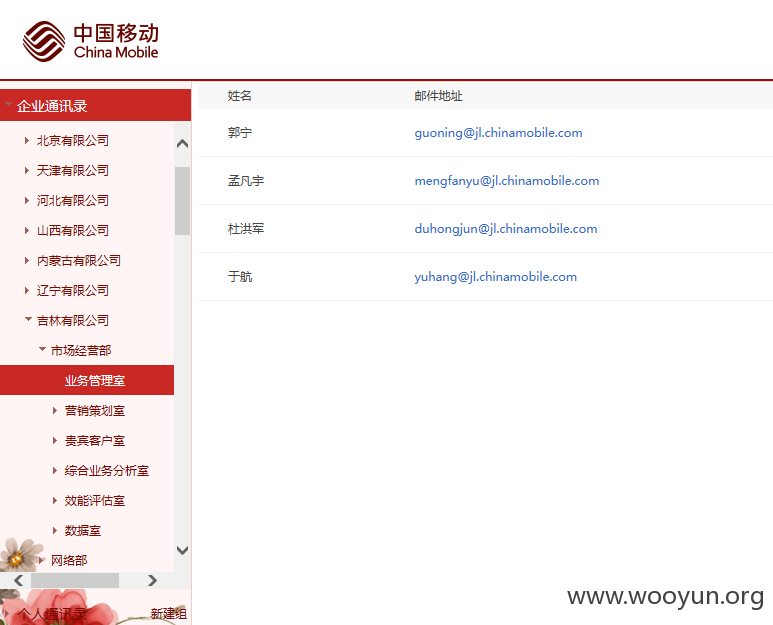 中国移动
China Mobile
企业通讯录
北京有限公司
天津有限公司
河北有限公司
山西有限公司
内蒙古有限公司
辽宁有限公司
吉林有限公司
市场经营部
业务管理室
营销策划室
贵宾客户室
综合业务分析室
效能评估室
数据室
网络部
个人通讯录 新建组
姓名 邮件地址
郭宁 guoning@jl.chinamobile.com
孟凡宇 mengfanyu@jl.chinamobile.com
杜洪军 duhongjun@jl.chinamobile.com
于航 yuhang@jl.chinamobile.com
www.wooyun.org